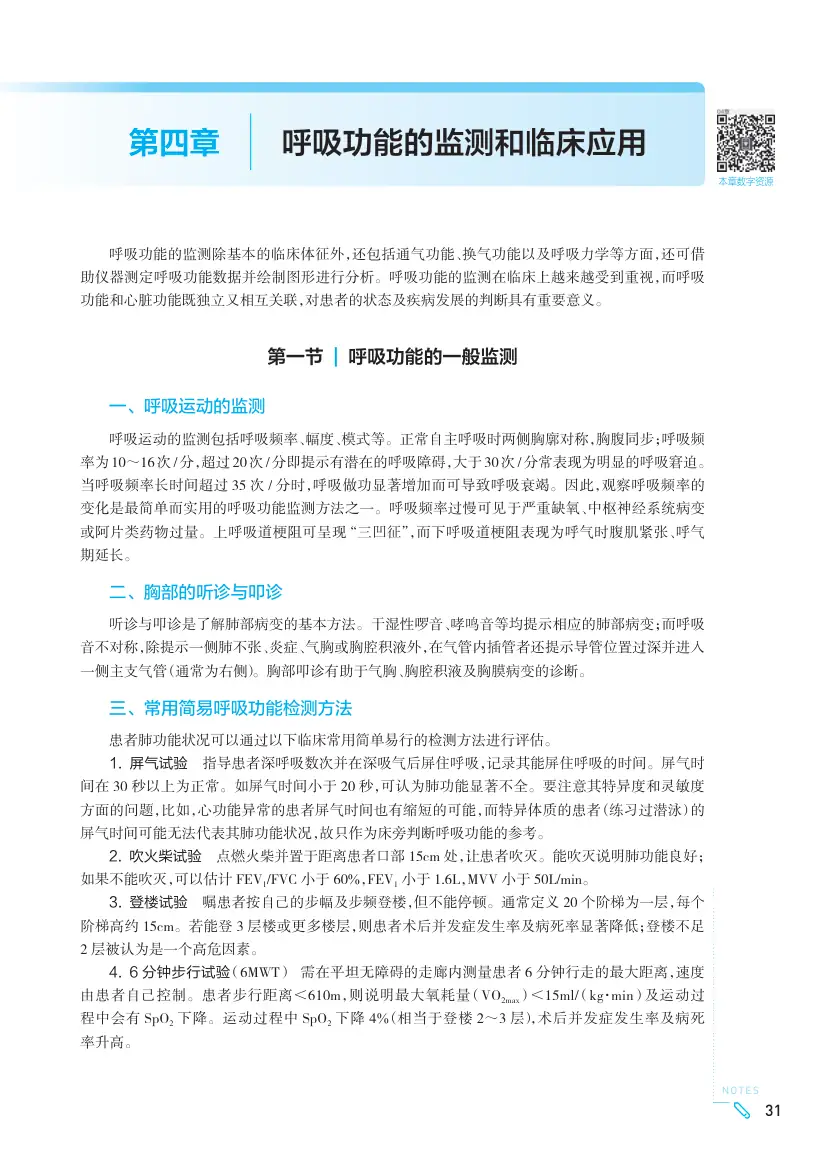 第四章 呼吸功能的监测和临床应用
本章数字资源
呼吸功能的监测除基本的临床体征外,还包括通气功能、换气功能以及呼吸力学等方面,还可借
助仪器测定呼吸功能数据并绘制图形进行分析。呼吸功能的监测在临床上越来越受到重视,而呼吸
功能和心脏功能既独立又相互关联,对患者的状态及疾病发展的判断具有重要意义。
第一节 | 呼吸功能的一般监测
一、呼吸运动的监测
呼吸运动的监测包括呼吸频率、幅度、模式等。正常自主呼吸时两侧胸廓对称,胸腹同步;呼吸频
率为10～16次/分,超过20次/分即提示有潜在的呼吸障碍,大于30次/分常表现为明显的呼吸窘迫。
当呼吸频率长时间超过 35 次 / 分时,呼吸做功显著增加而可导致呼吸衰竭。因此,观察呼吸频率的
变化是最简单而实用的呼吸功能监测方法之一。呼吸频率过慢可见于严重缺氧、中枢神经系统病变
或阿片类药物过量。上呼吸道梗阻可呈现 “三凹征”,而下呼吸道梗阻表现为呼气时腹肌紧张、呼气
期延长。
二、胸部的听诊与叩诊
听诊与叩诊是了解肺部病变的基本方法。干湿性啰音、哮鸣音等均提示相应的肺部病变;而呼吸
音不对称,除提示一侧肺不张、炎症、气胸或胸腔积液外,在气管内插管者还提示导管位置过深并进入
一侧主支气管(通常为右侧)。胸部叩诊有助于气胸、胸腔积液及胸膜病变的诊断。
三、常用简易呼吸功能检测方法
患者肺功能状况可以通过以下临床常用简单易行的检测方法进行评估。
1. 屏气试验 指导患者深呼吸数次并在深吸气后屏住呼吸,记录其能屏住呼吸的时间。屏气时
间在 30 秒以上为正常。如屏气时间小于 20 秒,可认为肺功能显著不全。要注意其特异度和灵敏度
方面的问题,比如,心功能异常的患者屏气时间也有缩短的可能,而特异体质的患者(练习过潜泳)的
屏气时间可能无法代表其肺功能状况,故只作为床旁判断呼吸功能的参考。
2. 吹火柴试验 点燃火柴并置于距离患者口部 15cm 处,让患者吹灭。能吹灭说明肺功能良好;
如果不能吹灭,可以估计 FEV₁/FVC 小于 60%,FEV₁ 小于 1.6L,MVV 小于 50L/min。
3. 登楼试验 嘱患者按自己的步幅及步频登楼,但不能停顿。通常定义 20 个阶梯为一层,每个
阶梯高约 15cm。若能登 3 层楼或更多楼层,则患者术后并发症发生率及病死率显著降低;登楼不足
2 层被认为是一个高危因素。
4. 6 分钟步行试验(6MWT) 需在平坦无障碍的走廊内测量患者 6 分钟行走的最大距离,速度
由患者自己控制。患者步行距离＜610m,则说明最大氧耗量(VO₂max)＜15ml/(kg·min)及运动过
程中会有 SpO₂ 下降。运动过程中 SpO₂ 下降 4%(相当于登楼 2～3 层),术后并发症发生率及病死
率升高。
NOTES
31